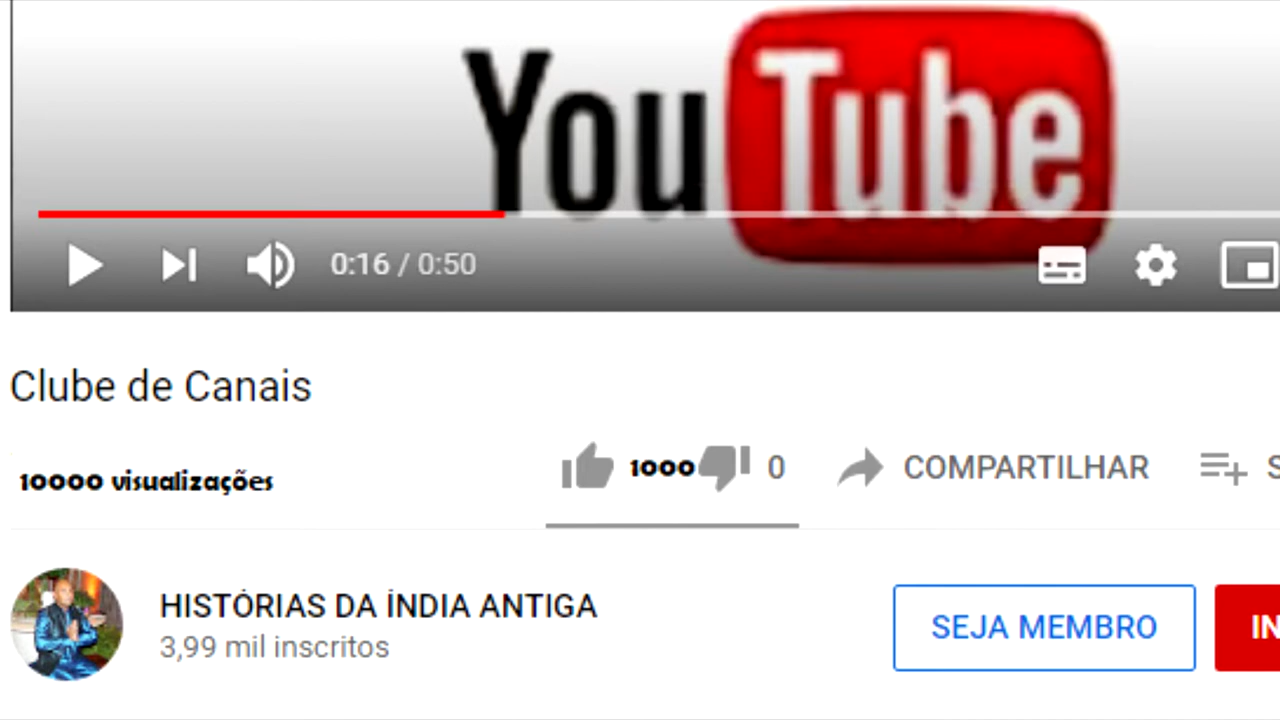 YouTube
0:16 / 0:50
Clube de Canais
10000 visualizações
1000 0 COMPARTILHAR S
HISTÓRIAS DA ÍNDIA ANTIGA
3,99 mil inscritos
SEJA MEMBRO IN